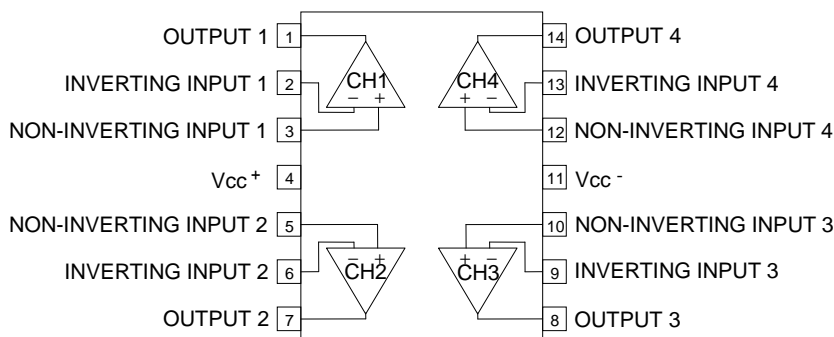 OUTPUT 1 1 14 OUTPUT 4
INVERTING INPUT 1 2 CH1 CH4 13 INVERTING INPUT 4
− + + −
NON-INVERTING INPUT 1 3 12 NON-INVERTING INPUT 4
Vcc + 4 11 Vcc -
NON-INVERTING INPUT 2 5 10 NON-INVERTING INPUT 3
− + + −
INVERTING INPUT 2 6 CH2 CH3 9 INVERTING INPUT 3
OUTPUT 2 7 8 OUTPUT 3